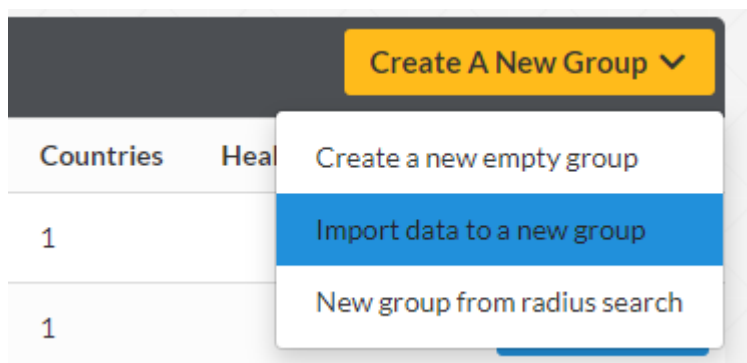 Create A New Group
Countries
Create a new empty group
1
Import data to a new group
New group from radius search
1